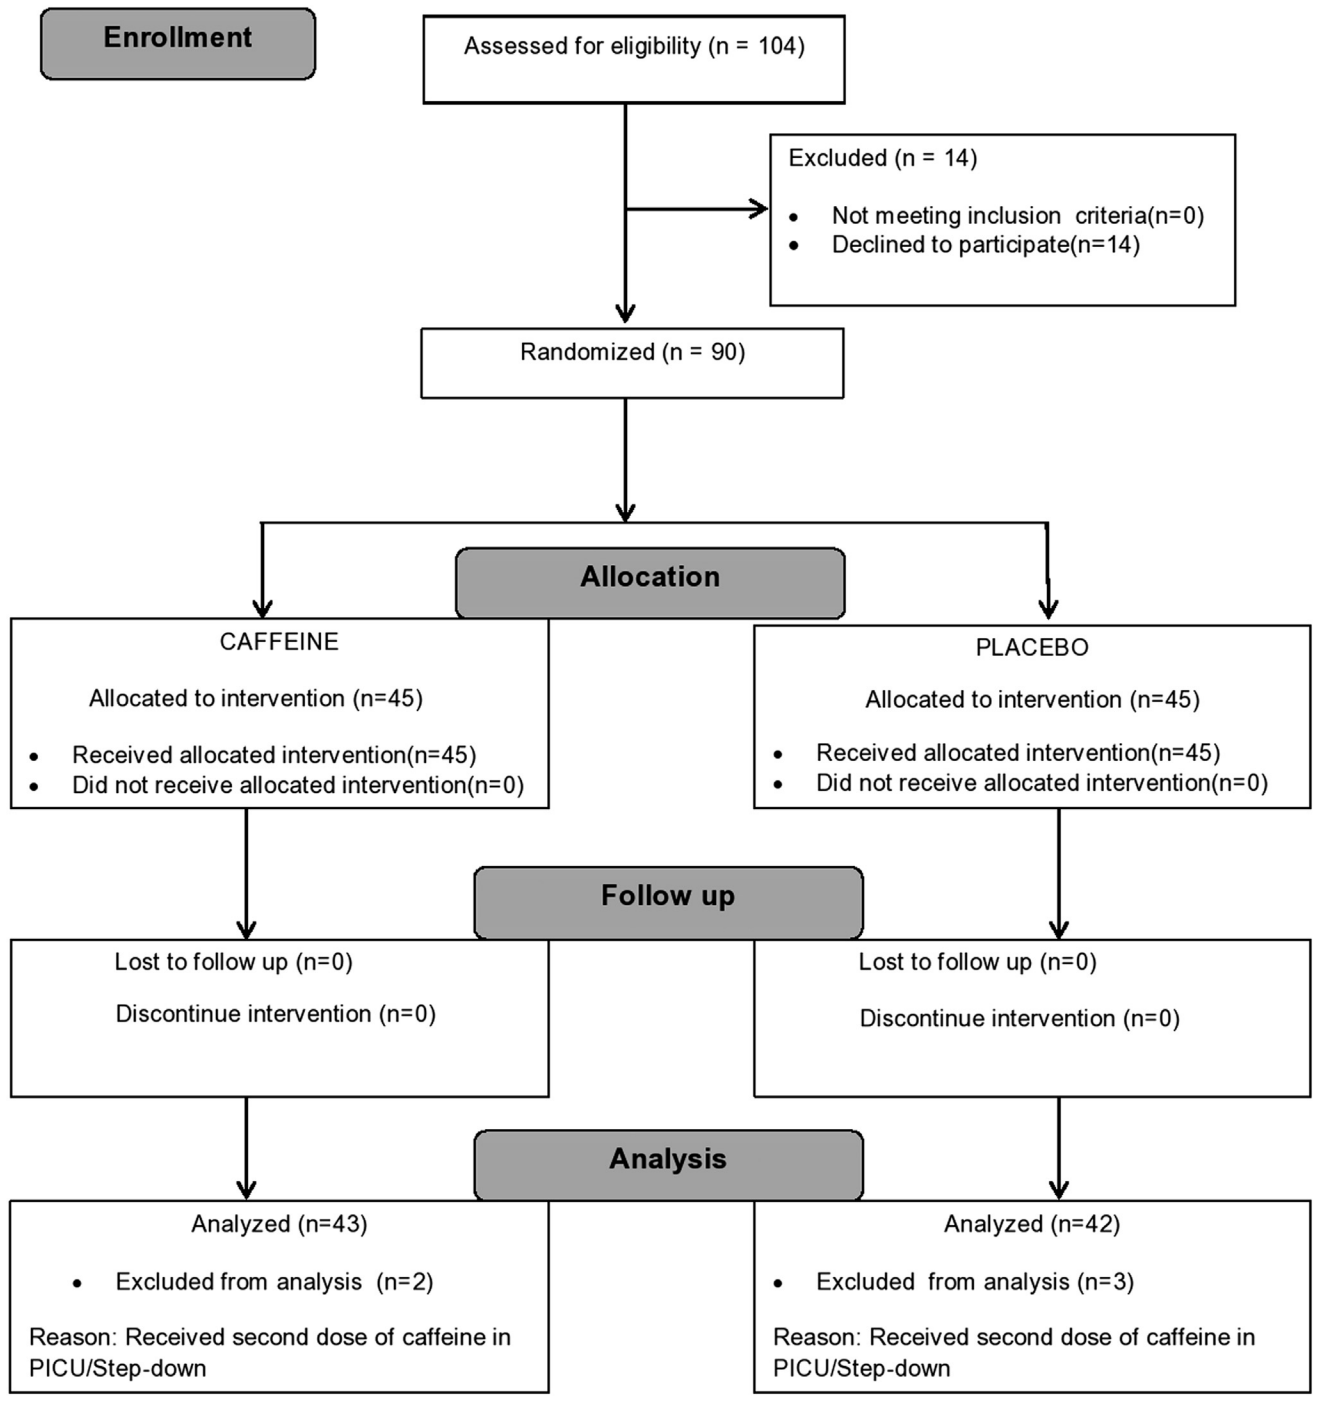 Enrollment
Assessed for eligibility (n = 104)
Excluded (n = 14)
• Not meeting inclusion criteria(n=0)
• Declined to participate(n=14)
Randomized (n = 90)
Allocation
CAFFEINE
Allocated to intervention (n=45)
• Received allocated intervention(n=45)
• Did not receive allocated intervention(n=0)
PLACEBO
Allocated to intervention (n=45)
• Received allocated intervention(n=45)
• Did not receive allocated intervention(n=0)
Follow up
Lost to follow up (n=0)
Discontinue intervention (n=0)
Lost to follow up (n=0)
Discontinue intervention (n=0)
Analysis
Analyzed (n=43)
• Excluded from analysis (n=2)
Reason: Received second dose of caffeine in
PICU/Step-down
Analyzed (n=42)
• Excluded from analysis (n=3)
Reason: Received second dose of caffeine in
PICU/Step-down